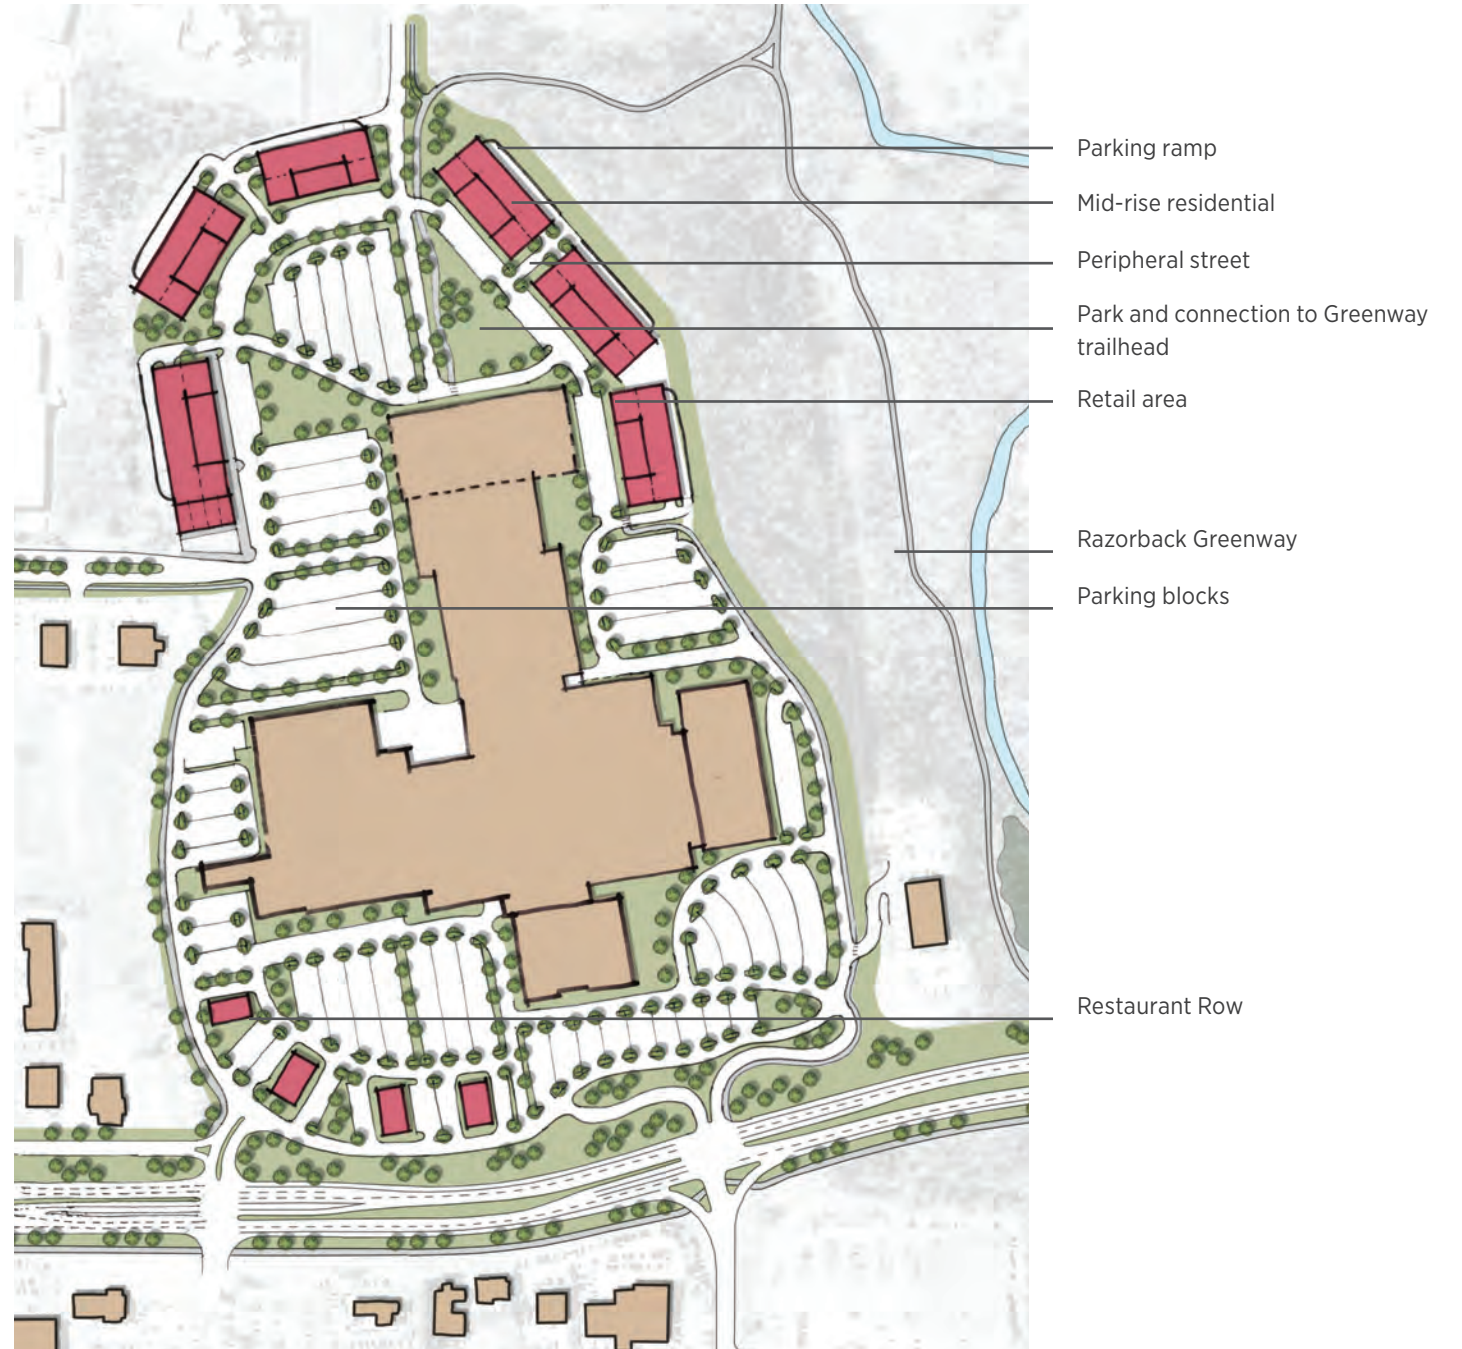 Parking ramp
Mid-rise residential
Peripheral street
Park and connection to Greenway
trailhead
Retail area
Razorback Greenway
Parking blocks
Restaurant Row